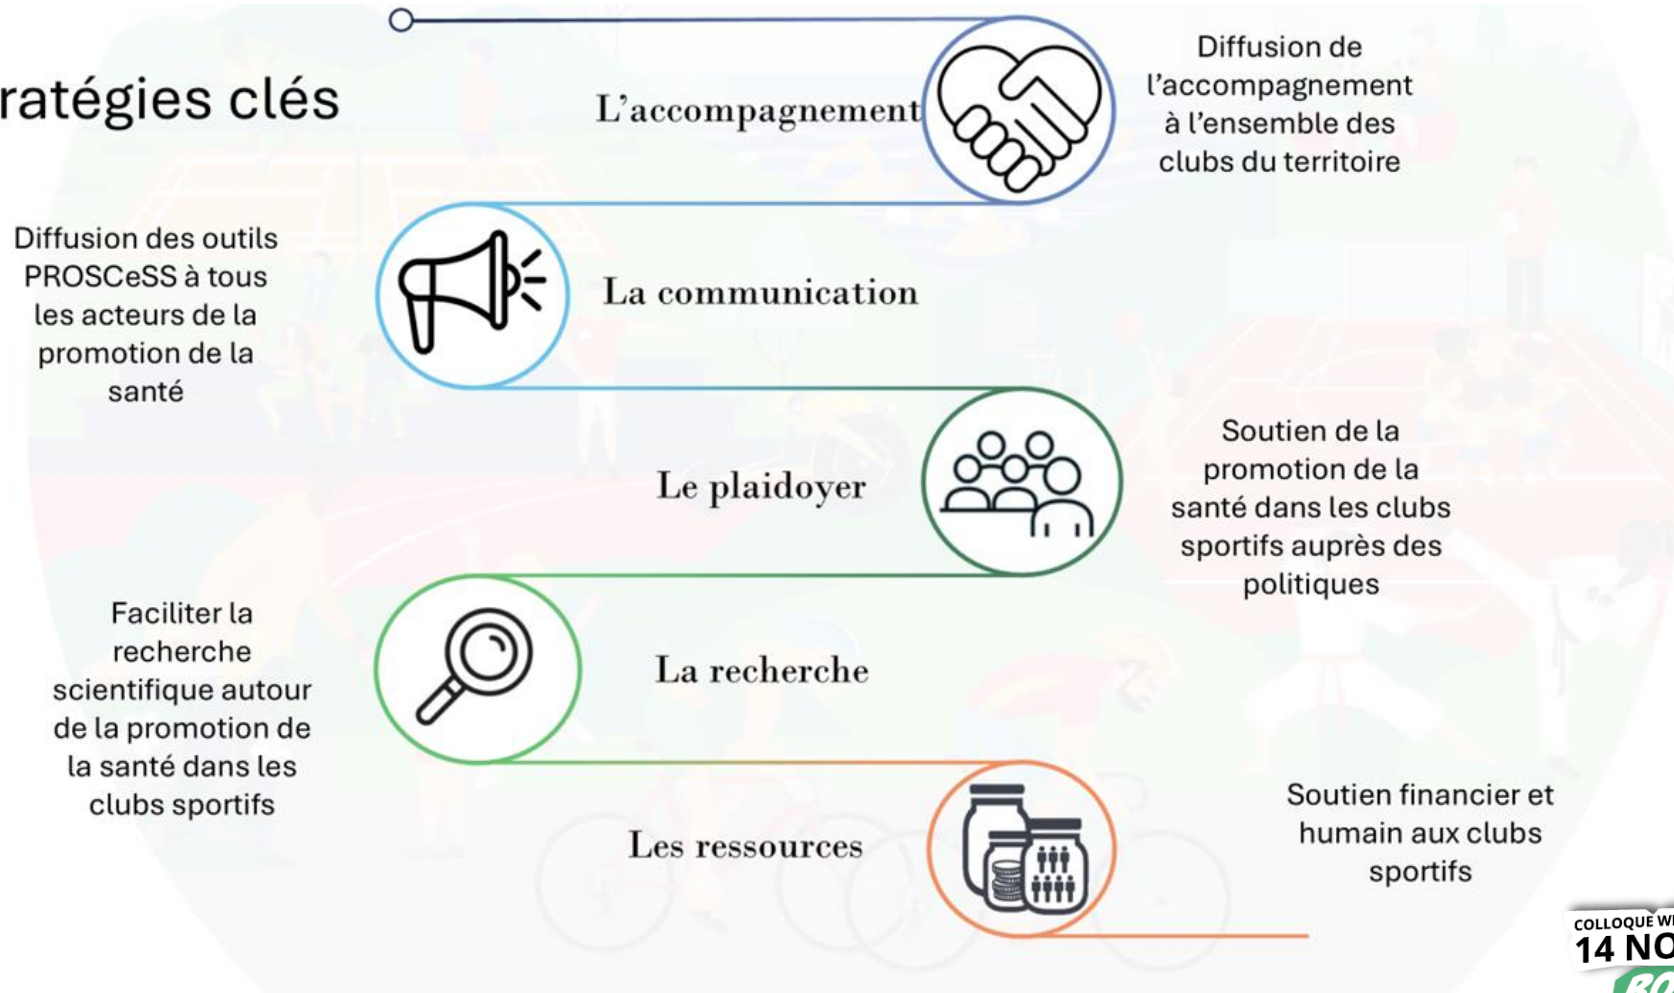 ratégies clés
L'accompagnement
Diffusion de
l'accompagnement
à l'ensemble des
clubs du territoire
Diffusion des outils
PROSCeSS à tous
les acteurs de la
promotion de la
santé
La communication
Le plaidoyer
Soutien de la
promotion de la
santé dans les clubs
sportifs auprès des
politiques
Faciliter la
recherche
scientifique autour
de la promotion de
la santé dans les
clubs sportifs
La recherche
Les ressources
Soutien financier et
humain aux clubs
sportifs
COLLOQUE
14 NO